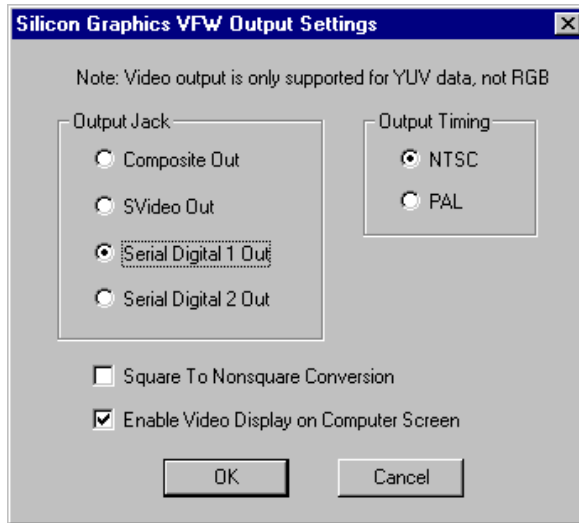 Silicon Graphics VFW Output Settings
Note: Video output is only supported for YUV data, not RGB
Output Jack
Composite Out
SVideo Out
Serial Digital 1 Out
Serial Digital 2 Out
Output Timing
NTSC
PAL
Square To Nonsquare Conversion
Enable Video Display on Computer Screen
OK
Cancel